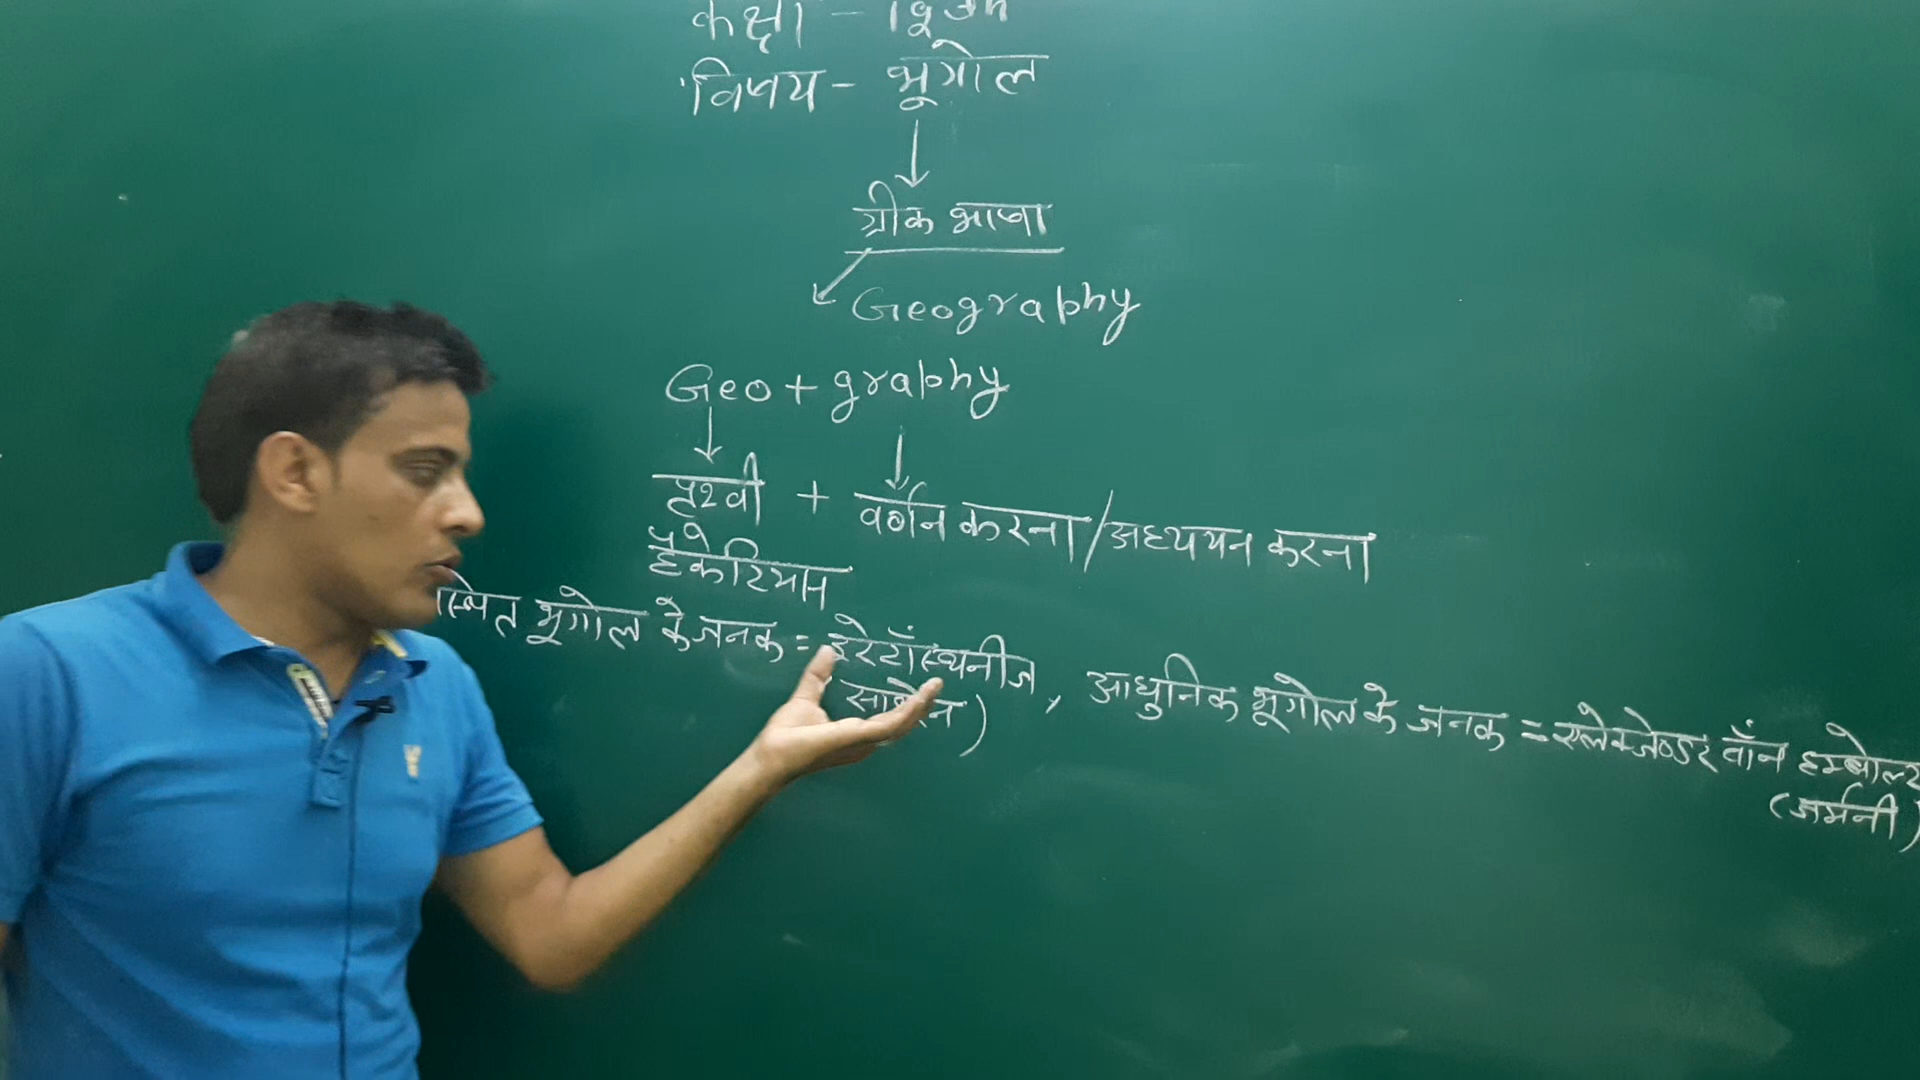 कक्षा -
विषय - भूगोल
ग्रीक भाषा
Geography
Geo + graphy
पृथ्वी + वर्णन करना/अध्ययन करना
हेकेटियस
भूगोल के जनक = इरेटॉस्थनीज, आधुनिक भूगोल के जनक = एलेक्जेण्डर वॉन हम्बोल्ट
(जर्मनी)